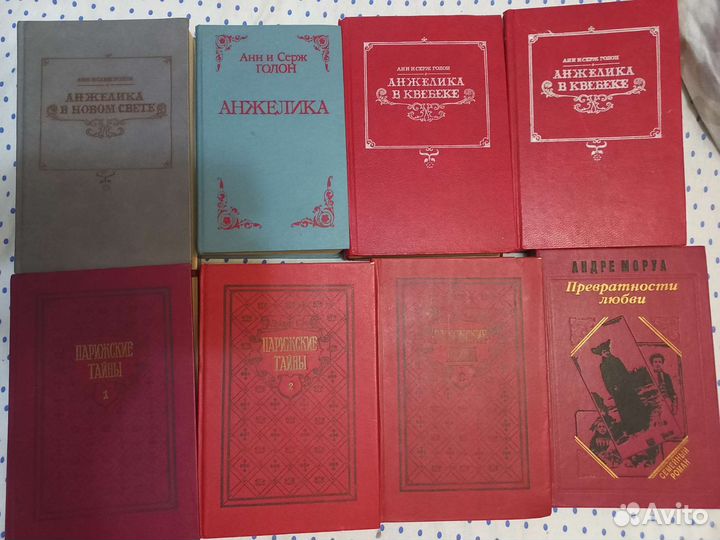 АНН И СЕРЖ ГОЛОН
АНЖЕЛИКА
В НОВОМ СВЕТЕ
Анн и Серж
ГОЛОН
АНЖЕЛИКА
АНН И СЕРЖ ГОЛОН
АНЖЕЛИКА
В КВЕБЕКЕ
АНН И СЕРЖ ГОЛОН
АНЖЕЛИКА
В КВЕБЕКЕ
ПАРИЖСКИЕ
ТАЙНЫ
1
ПАРИЖСКИЕ
ТАЙНЫ
2
АНДРЕ МОРУА
Превратности
любви
СЕМЕЙНЫЙ
РОМАН
Avito